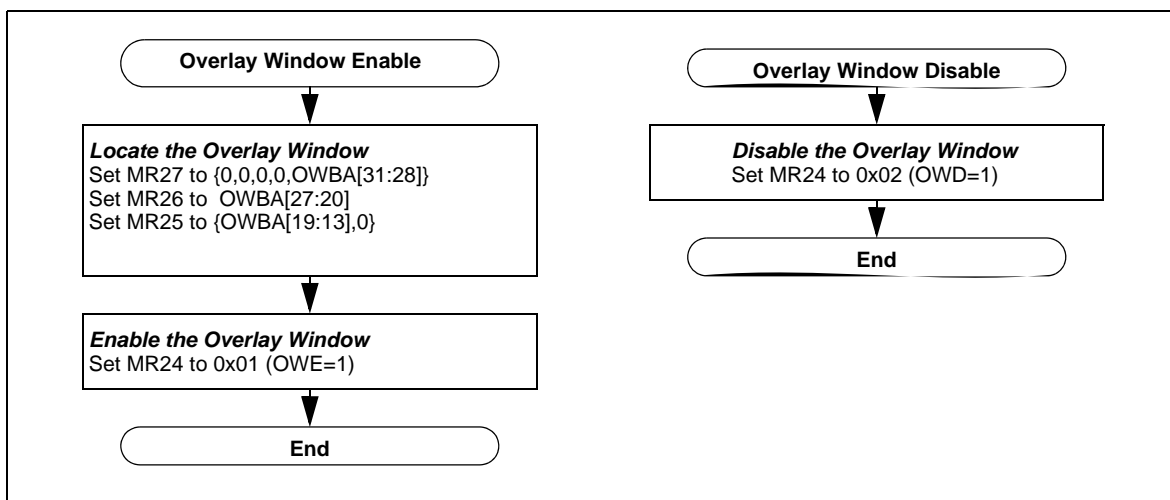 Overlay Window Enable
Locate the Overlay Window
Set MR27 to {0,0,0,0,OWBA[31:28]}
Set MR26 to  OWBA[27:20]
Set MR25 to {OWBA[19:13],0}
Enable the Overlay Window
Set MR24 to 0x01 (OWE=1)
End
Overlay Window Disable
Disable the Overlay Window
Set MR24 to 0x02 (OWD=1)
End